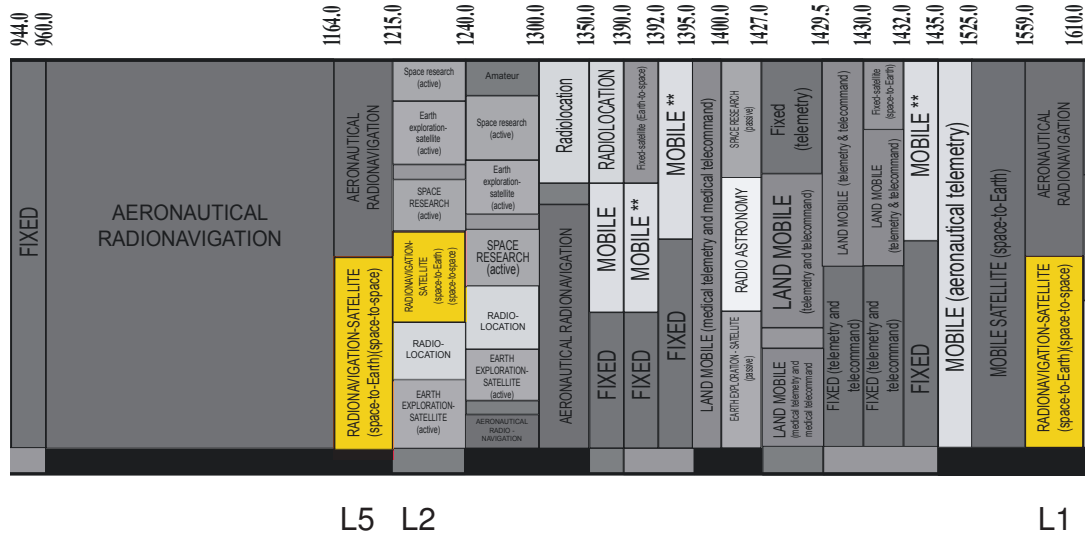 944.0
960.0
1164.0
1215.0
1240.0
1300.0
1350.0
1390.0
1392.0
1395.0
1400.0
1427.0
1429.5
1432.0
1432.0
1435.0
1525.0
1559.0
1610.0
FIXED
AERONAUTICAL
RADIONAVIGATION
AERONAUTICAL
RADIONAVIGATION
RADIONAVIGATION-SATELLITE
(space-to-Earth)(space-to-space)
Space research
(active)
Earth
exploration-
satellite
(active)
SPACE
RESEARCH
(active)
RADIONAVIGATION-
SATELLITE
(space-to-Earth)
(space-to-space)
RADIO-
LOCATION
EARTH
EXPLORATION-
SATELLITE
(active)
Amateur
Space research
(active)
Earth
exploration-
satellite
(active)
SPACE
RESEARCH
(active)
RADIO-
LOCATION
EARTH
EXPLORATION-
SATELLITE
(active)
AERONAUTICAL
RADIO -
NAVIGATION
Radiolocation
AERONAUTICAL RADIONAVIGATION
RADIOLOCATION
MOBILE
FIXED
Fixed-satellite (Earth-to-space)
MOBILE **
FIXED
MOBILE **
FIXED
LAND MOBILE (medical telemetry and medical telecommand)
SPACE RESEARCH
(passive)
RADIO ASTRONOMY
EARTH EXPLORATION - SATELLUTE
(passive)
Fixed
(telemetry)
LAND MOBILE
(telemetry and telecommand)
LAND MOBILE
(medical telemetry and
medical telecommand
LAND MOBILE (telemetry & telecommand)
FIXED (telemetry and
telecommand)
Fixed-satellite
(space-to-Earth)
LAND MOBILE
(telemetry & telecommand)
FIXED (telemetry and
telecommand)
MOBILE **
FIXED
MOBILE (aeronautical telemetry)
MOBILE SATELLITE (space-to-Earth)
AERONAUTICAL
RADIONAVIGATION
RADIONAVIGATION-SATELLITE
(space-to-Earth)(space-to-space)
L5
L2
L1